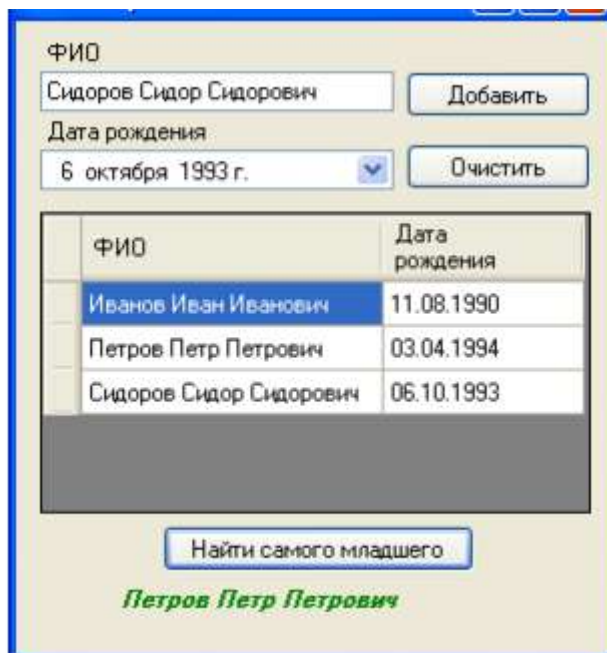 ФИО
Сидоров Сидор Сидорович
Добавить
Дата рождения
6 октября 1993 г.
Очистить
ФИО
Дата
рождения
Иванов Иван Иванович 11.08.1990
Петров Петр Петрович 03.04.1994
Сидоров Сидор Сидорович 06.10.1993
Найти самого младшего
Петров Петр Петрович